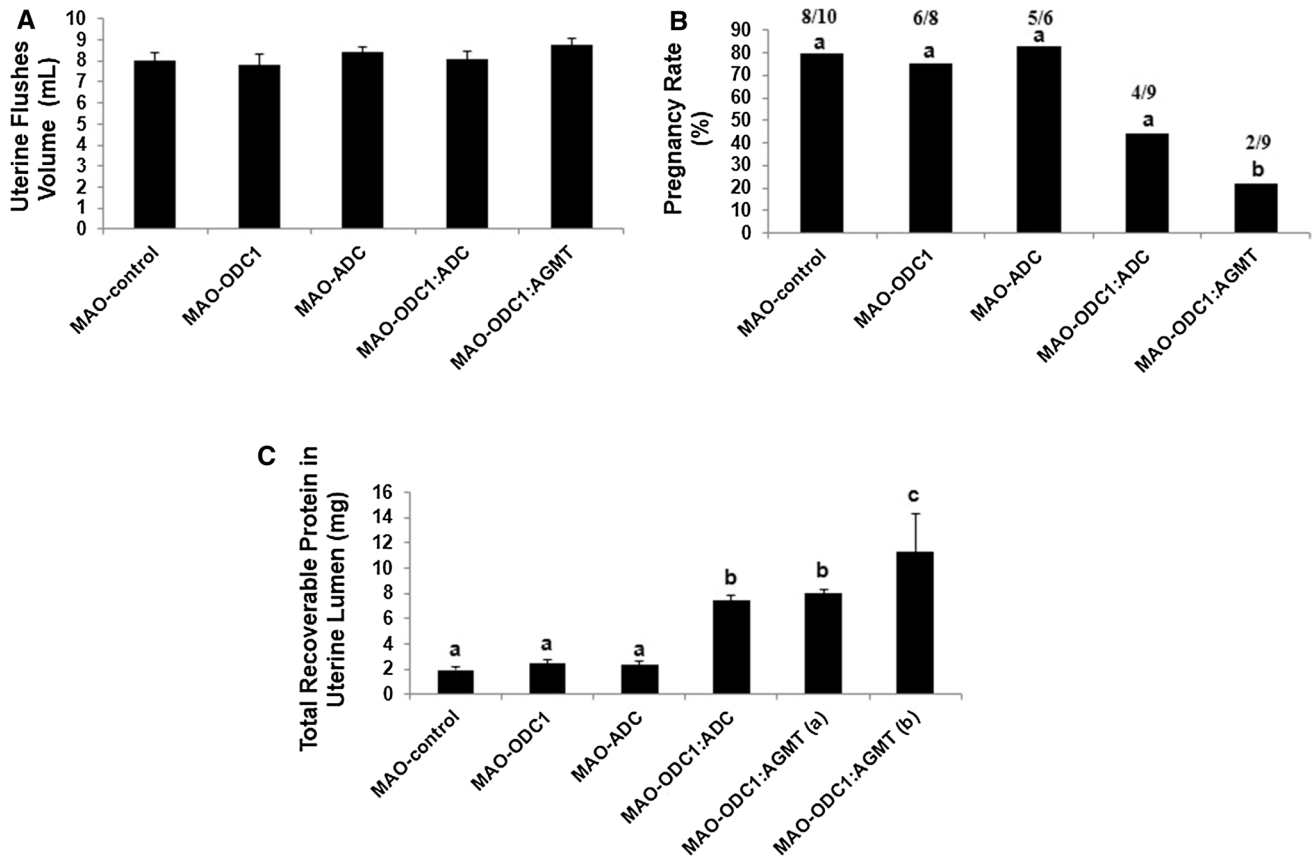 A
Uterine Flushes
Volume (mL)
10
9
8
7
6
5
4
3
2
1
0
MAO-control
MAO-ODC1
MAO-ADC
MAO-ODC1:ADC
MAO-ODC1:AGMT
B
Pregnancy Rate
(%)
90
80
70
60
50
40
30
20
10
0
8/10
6/8
5/6
4/9
2/9
a
a
a
a
b
MAO-control
MAO-ODC1
MAO-ADC
MAO-ODC1:ADC
MAO-ODC1:AGMT
C
Total Recoverable Protein in
Uterine Lumen (mg)
16
14
12
10
8
6
4
2
0
a
a
a
b
b
c
MAO-control
MAO-ODC1
MAO-ADC
MAO-ODC1:ADC
MAO-ODC1:AGMT (a)
MAO-ODC1:AGMT (b)